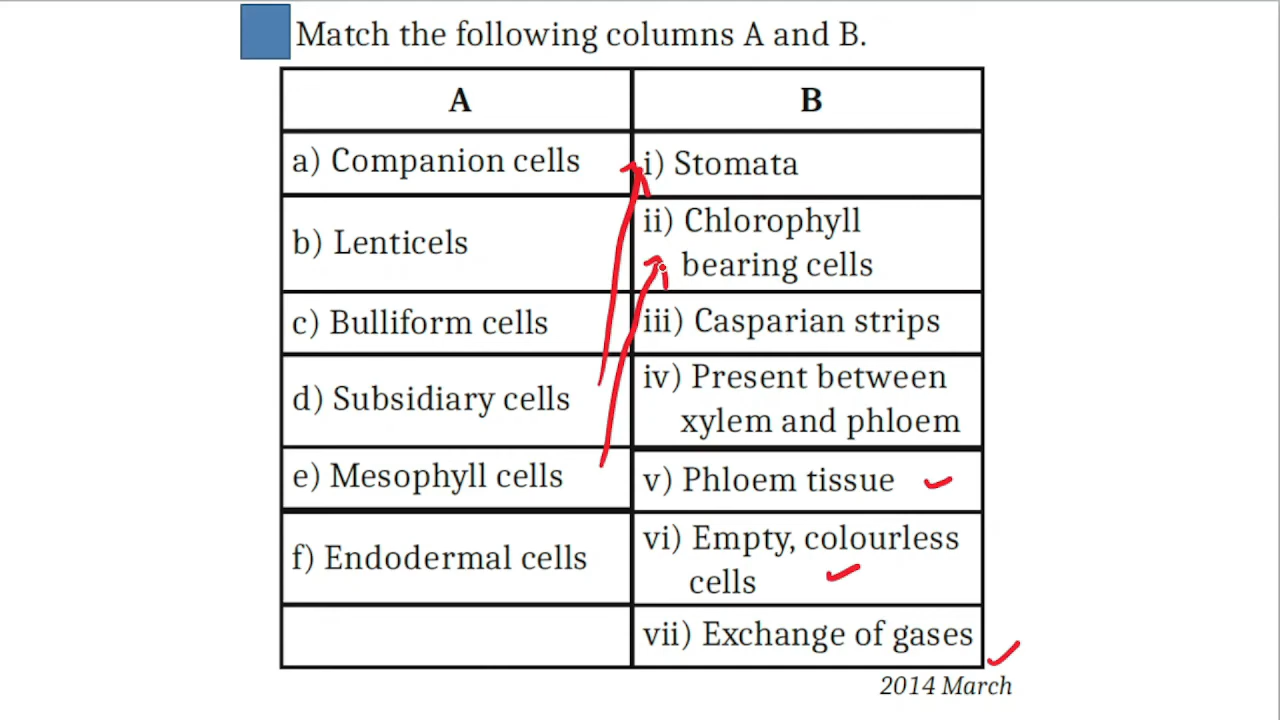 Match the following columns A and B.
A
B
a) Companion cells
i) Stomata
b) Lenticels
ii) Chlorophyll
bearing cells
c) Bulliform cells
iii) Casparian strips
d) Subsidiary cells
iv) Present between
xylem and phloem
e) Mesophyll cells
v) Phloem tissue
f) Endodermal cells
vi) Empty, colourless
cells
vii) Exchange of gases
2014 March